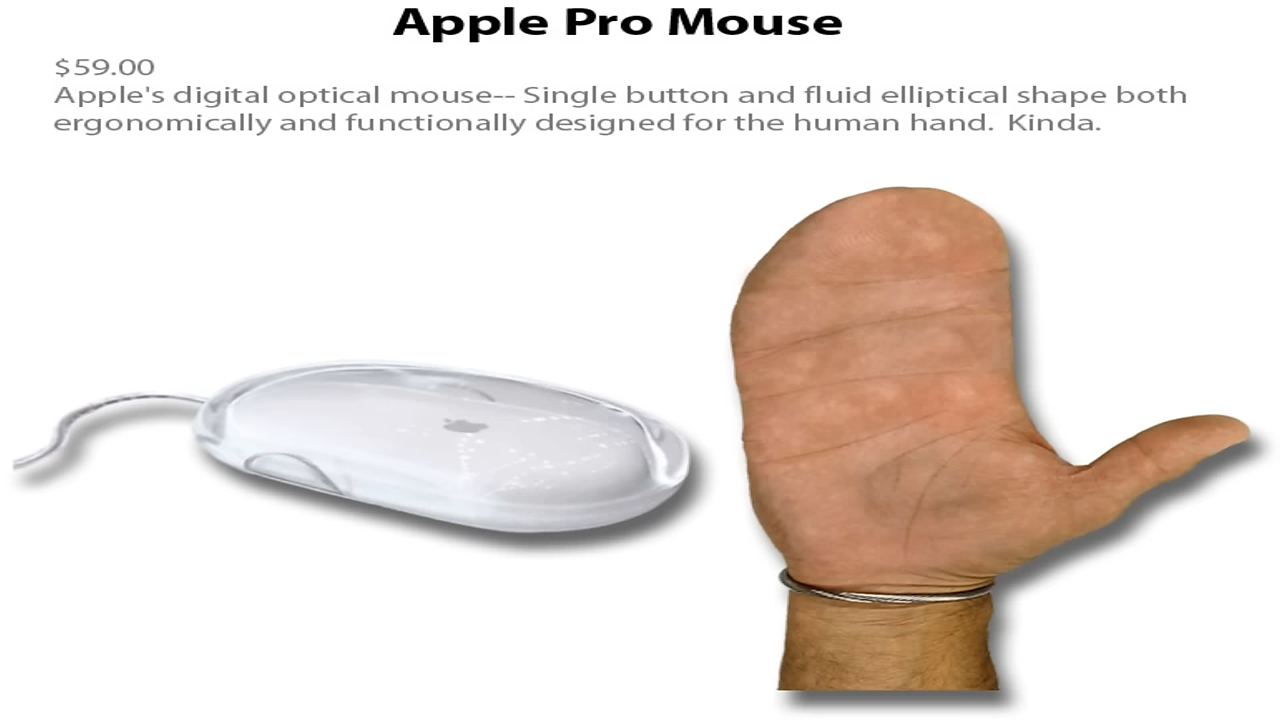 Apple Pro Mouse
$59.00
Apple's digital optical mouse-- Single button and fluid elliptical shape both
ergonomically and functionally designed for the human hand. Kinda.